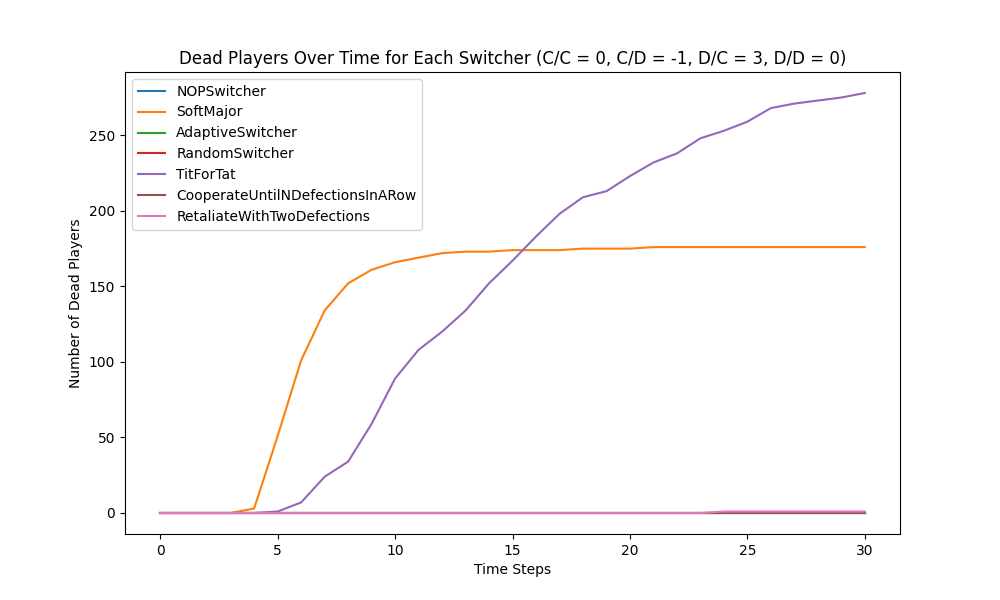 Dead Players Over Time for Each Switcher (C/C = 0, C/D = -1, D/C = 3, D/D = 0)
NOPSwitcher
SoftMajor
AdaptiveSwitcher
RandomSwitcher
TitForTat
CooperateUntilNDefectionsInARow
RetaliateWithTwoDefections
Number of Dead Players
250
200
150
100
50
0
0 5 10 15 20 25 30
Time Steps